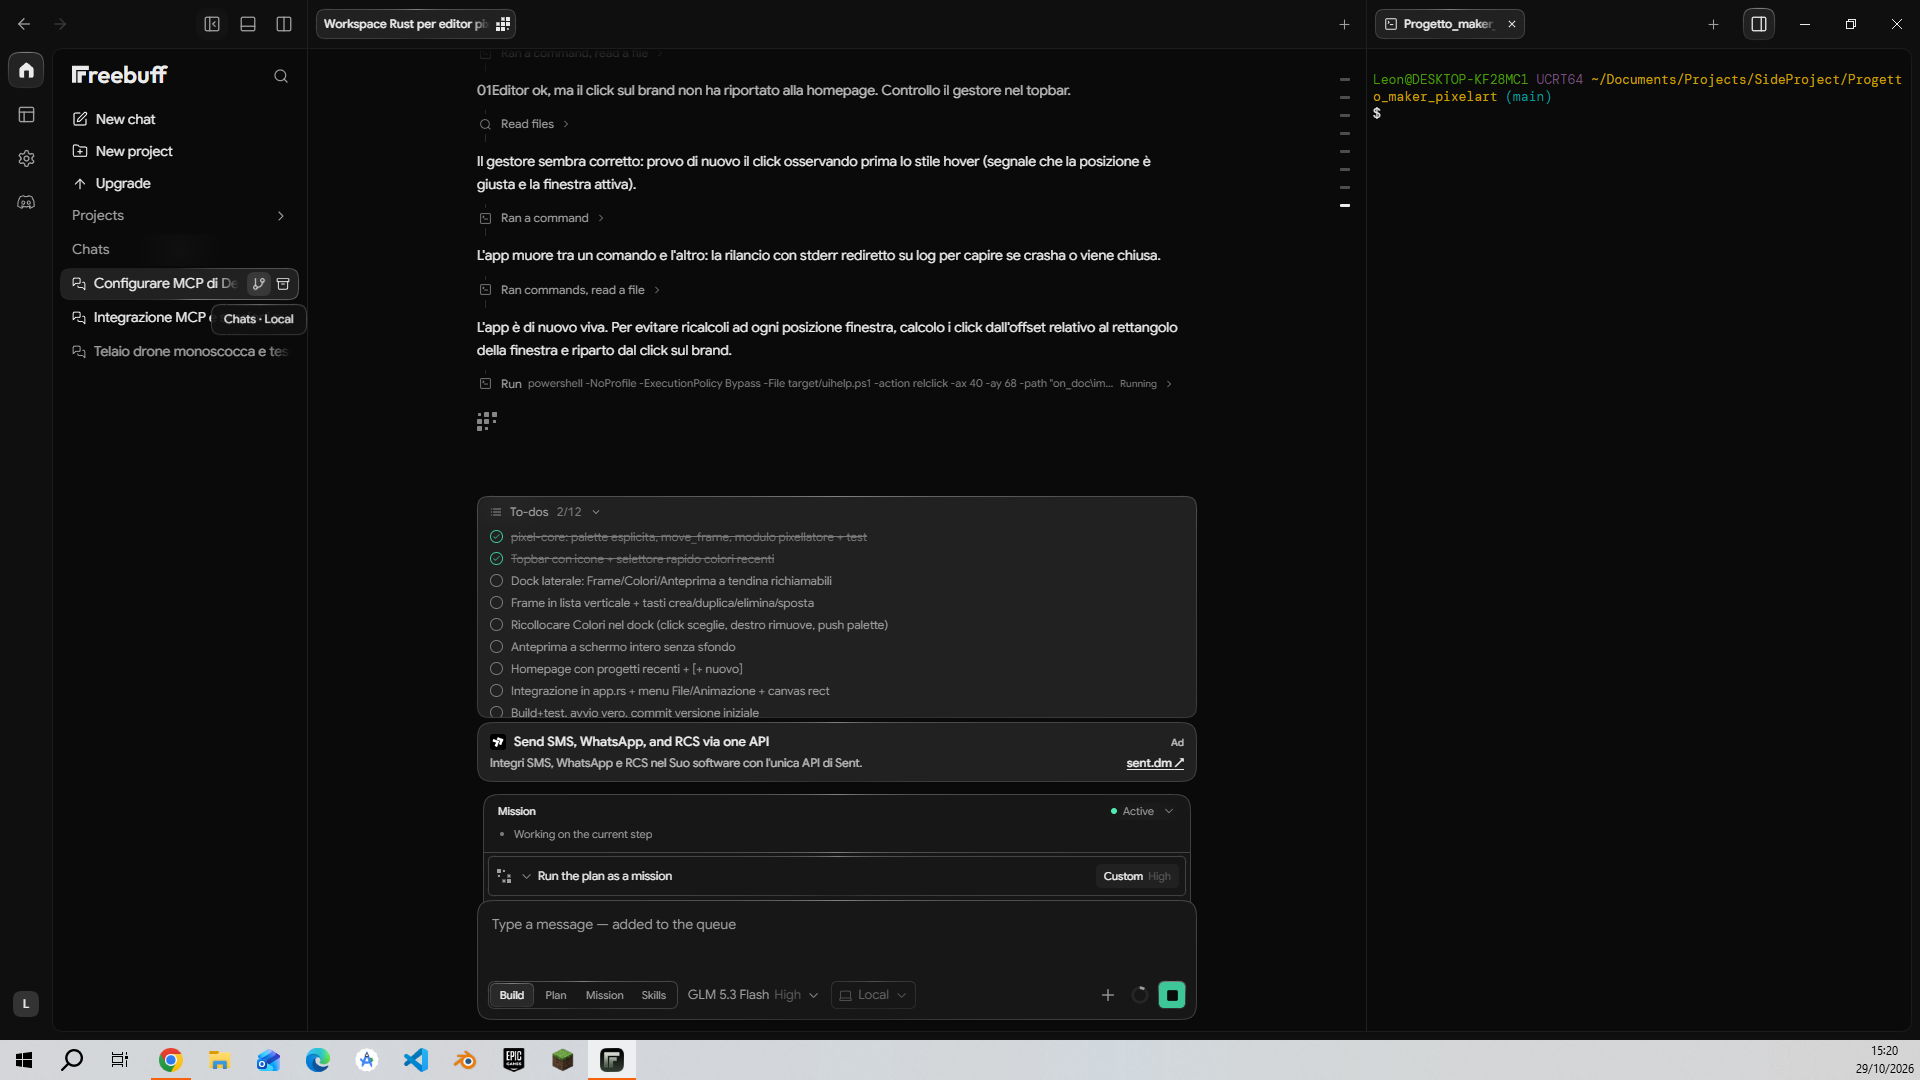 Workspace Rust per editor pi
Progetto_maker_
Freebuff
New chat
New project
Upgrade
Projects
Chats
Configurare MCP di De
Integrazione MCP e
Chats · Local
Telaio drone monoscocca e tes
L
Ran a command, read a file
01Editor ok, ma il click sul brand non ha riportato alla homepage. Controllo il gestore nel topbar.
Read files
Il gestore sembra corretto: provo di nuovo il click osservando prima lo stile hover (segnale che la posizione è
giusta e la finestra attiva).
Ran a command
L'app muore tra un comando e l'altro: la rilancio con stderr rediretto su log per capire se crasha o viene chiusa.
Ran commands, read a file
L'app è di nuovo viva. Per evitare ricalcoli ad ogni posizione finestra, calcolo i click dall'offset relativo al rettangolo
della finestra e riparto dal click sul brand.
Run powershell -NoProfile -ExecutionPolicy Bypass -File target/uihelp.ps1 -action relclick -ax 40 -ay 68 -path "on_doc\im... Running
To-dos 2/12
pixel-core: palette esplicita, move_frame, modulo pixellatore + test
Topbar con icone + selettore rapido colori recenti
Dock laterale: Frame/Colori/Anteprima a tendina richiamabili
Frame in lista verticale + tasti crea/duplica/elimina/sposta
Ricollocare Colori nel dock (click sceglie, destro rimuove, push palette)
Anteprima a schermo intero senza sfondo
Homepage con progetti recenti + [+ nuovo]
Integrazione in app.rs + menu File/Animazione + canvas rect
Build+test, avvio vero, commit versione iniziale
Send SMS, WhatsApp, and RCS via one API Ad
Integri SMS, WhatsApp e RCS nel Suo software con l'unica API di Sent. sent.dm
Mission Active
Working on the current step
Run the plan as a mission Custom High
Type a message — added to the queue
Build Plan Mission Skills GLM 5.3 Flash High Local
Leon@DESKTOP-KF28MC1 UCRT64 ~/Documents/Projects/SideProject/Progett
o_maker_pixelart (main)
$
EPIC
GAMES
15:20
29/10/2026